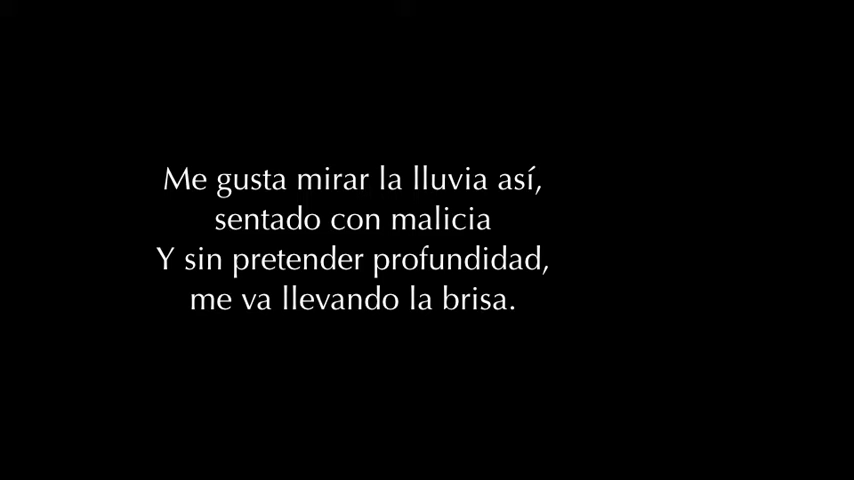 Me gusta mirar la lluvia así,
sentado con malicia
Y sin pretender profundidad,
me va llevando la brisa.